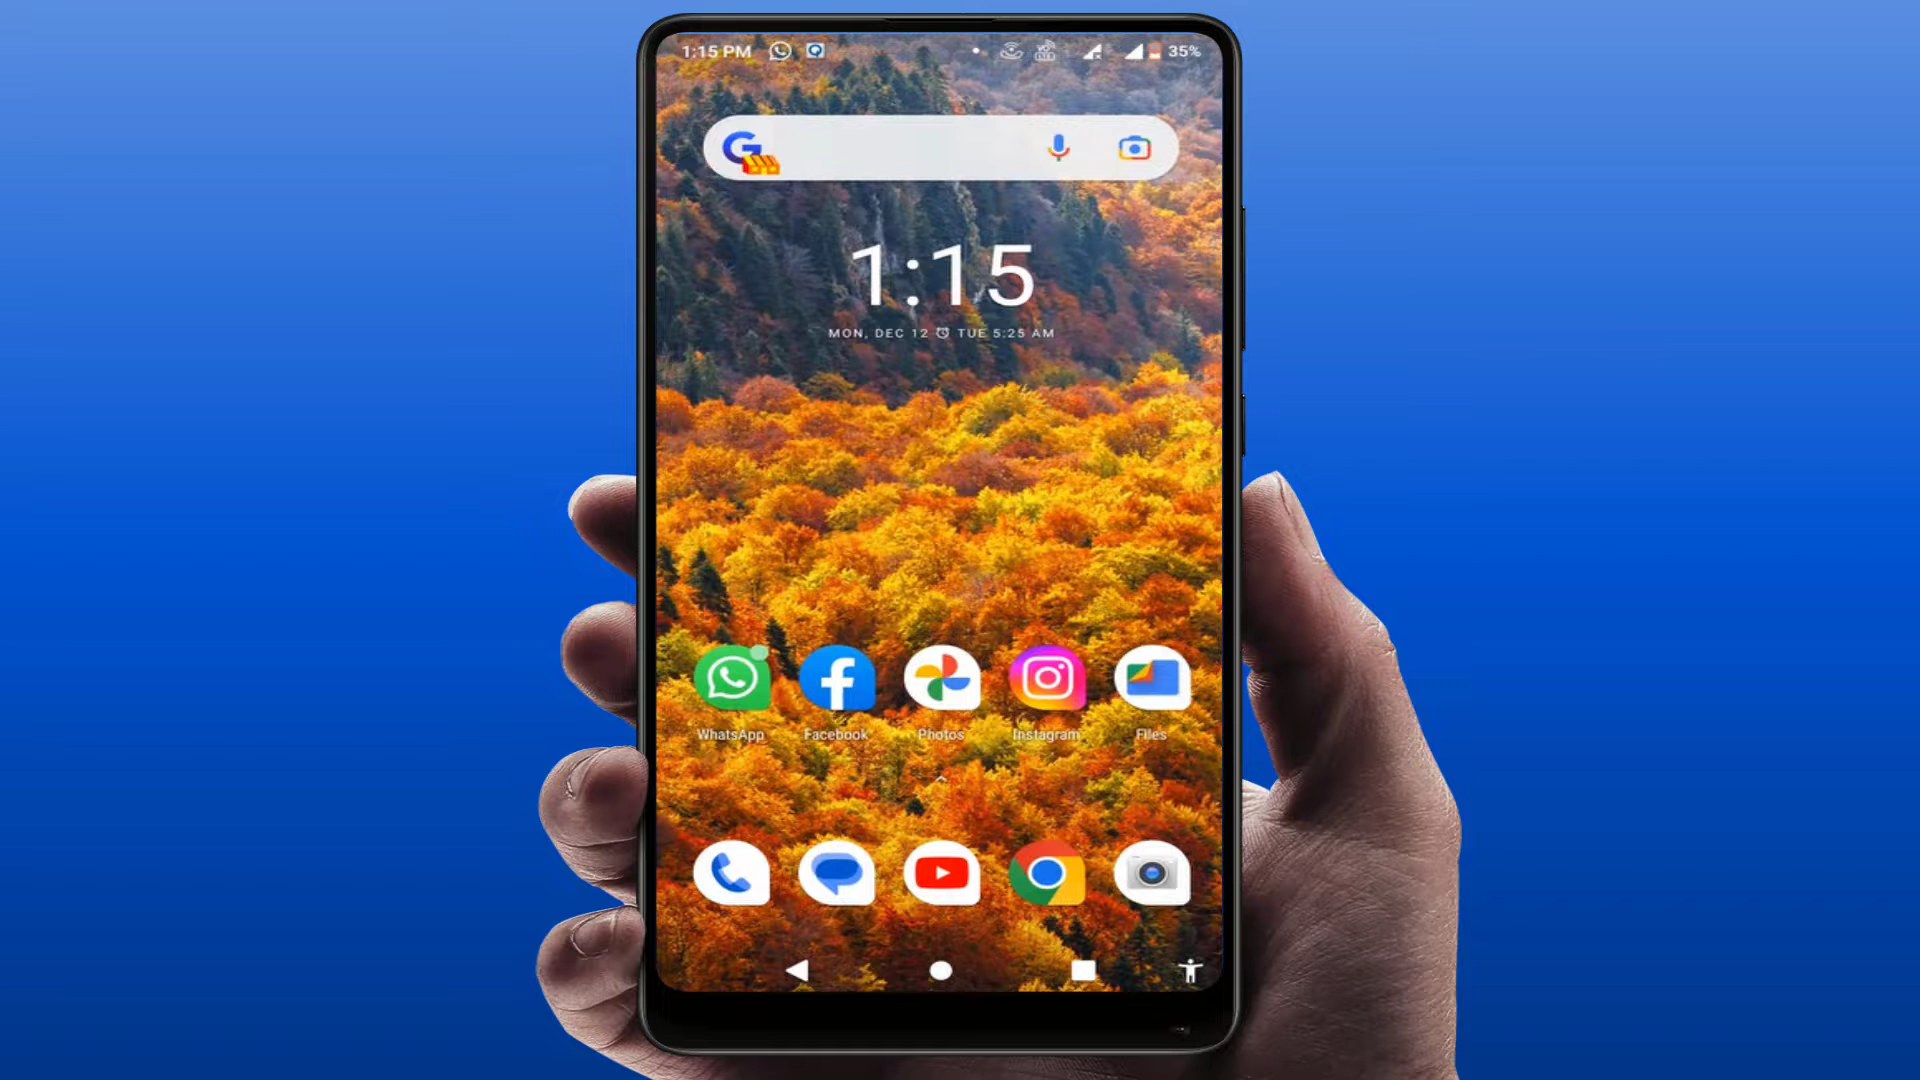 1:15 PM 35%
1:15
MON, DEC 12 TUE 5:25 AM
WhatsApp Facebook Photos Instagram Files